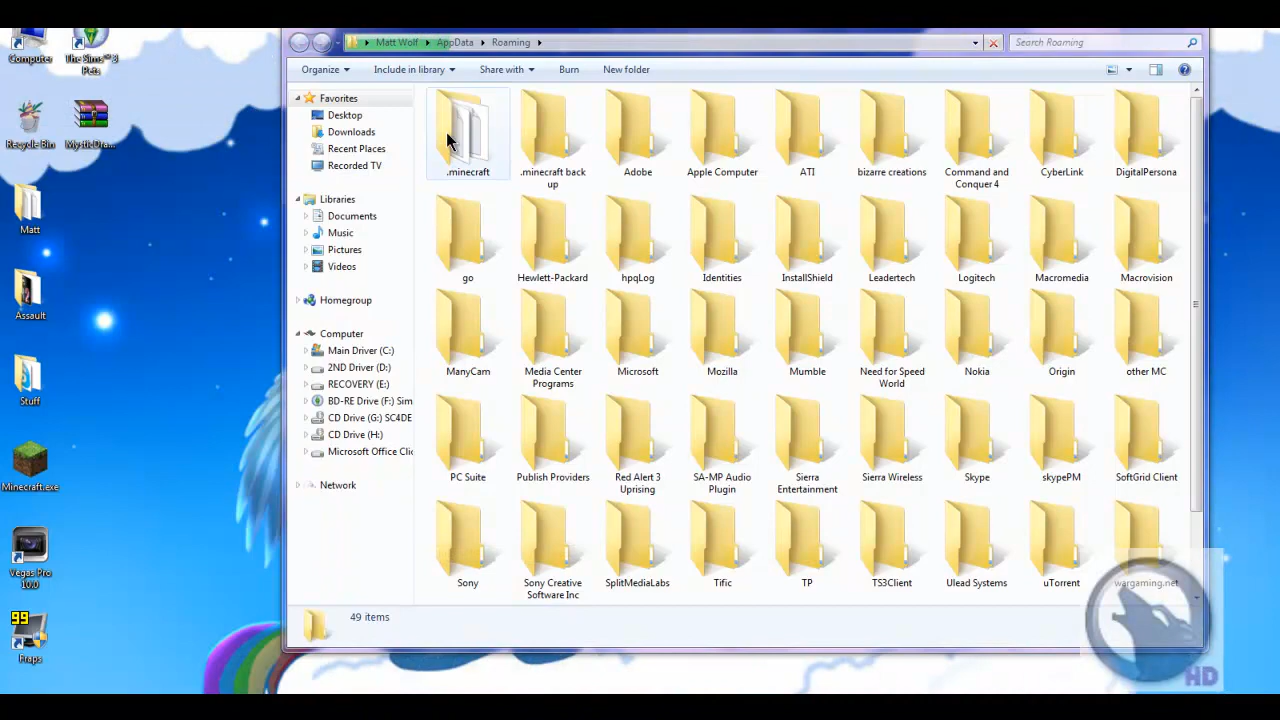 Computer
The Sims™ 3
Pets
Recycle Bin
MysticDra...
Matt
Assault
Stuff
Minecraft.exe
Vegas Pro
10.0
99
Fraps
Matt Wolf
AppData
Roaming
Search Roaming
Organize
Include in library
Share with
Burn
New folder
Favorites
Desktop
Downloads
Recent Places
Recorded TV
Libraries
Documents
Music
Pictures
Videos
Homegroup
Computer
Main Driver (C:)
2ND Driver (D:)
RECOVERY (E:)
BD-RE Drive (F:) Sim
CD Drive (G:) SC4DE
CD Drive (H:)
Microsoft Office Clic
Network
.minecraft
.minecraft back
up
Adobe
Apple Computer
ATI
bizarre creations
Command and
Conquer 4
CyberLink
DigitalPersona
go
Hewlett-Packard
hpqLog
Identities
InstallShield
Leadertech
Logitech
Macromedia
Macrovision
ManyCam
Media Center
Programs
Microsoft
Mozilla
Mumble
Need for Speed
World
Nokia
Origin
other MC
PC Suite
Publish Providers
Red Alert 3
Uprising
SA-MP Audio
Plugin
Sierra
Entertainment
Sierra Wireless
Skype
skypePM
SoftGrid Client
Sony
Sony Creative
Software Inc
SplitMediaLabs
Tific
TP
TS3Client
Ulead Systems
uTorrent
wargaming.net
49 items
HD